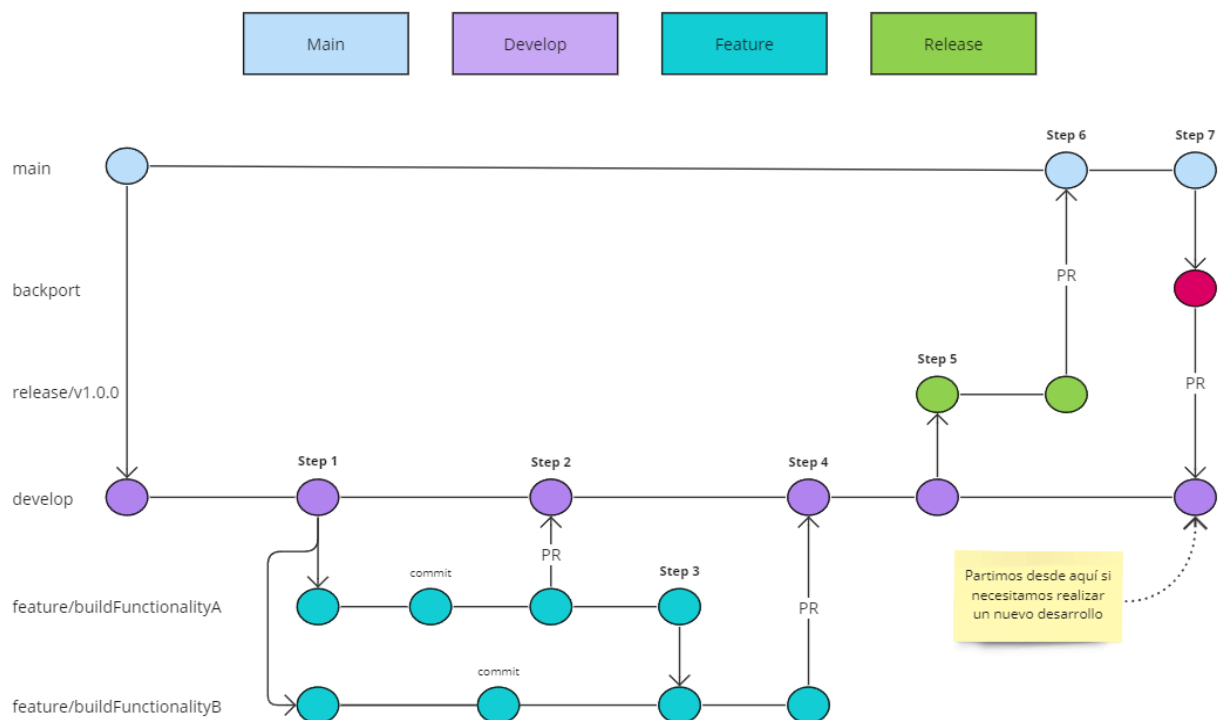 Main
Develop
Feature
Release
Step 6
Step 7
main
PR
backport
Step 5
release/v1.0.0
PR
Step 1
Step 2
Step 4
develop
PR
commit
Step 3
Partimos desde aquí si
necesitamos realizar
un nuevo desarrollo
feature/buildFunctionalityA
PR
commit
feature/buildFunctionalityB